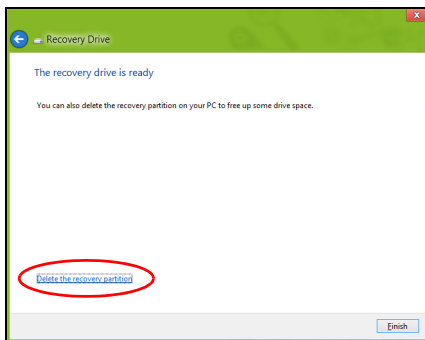 x
Recovery Drive
The recovery drive is ready
You can also delete the recovery partition on your PC to free up some drive space.
Delete the recovery partition
Finish